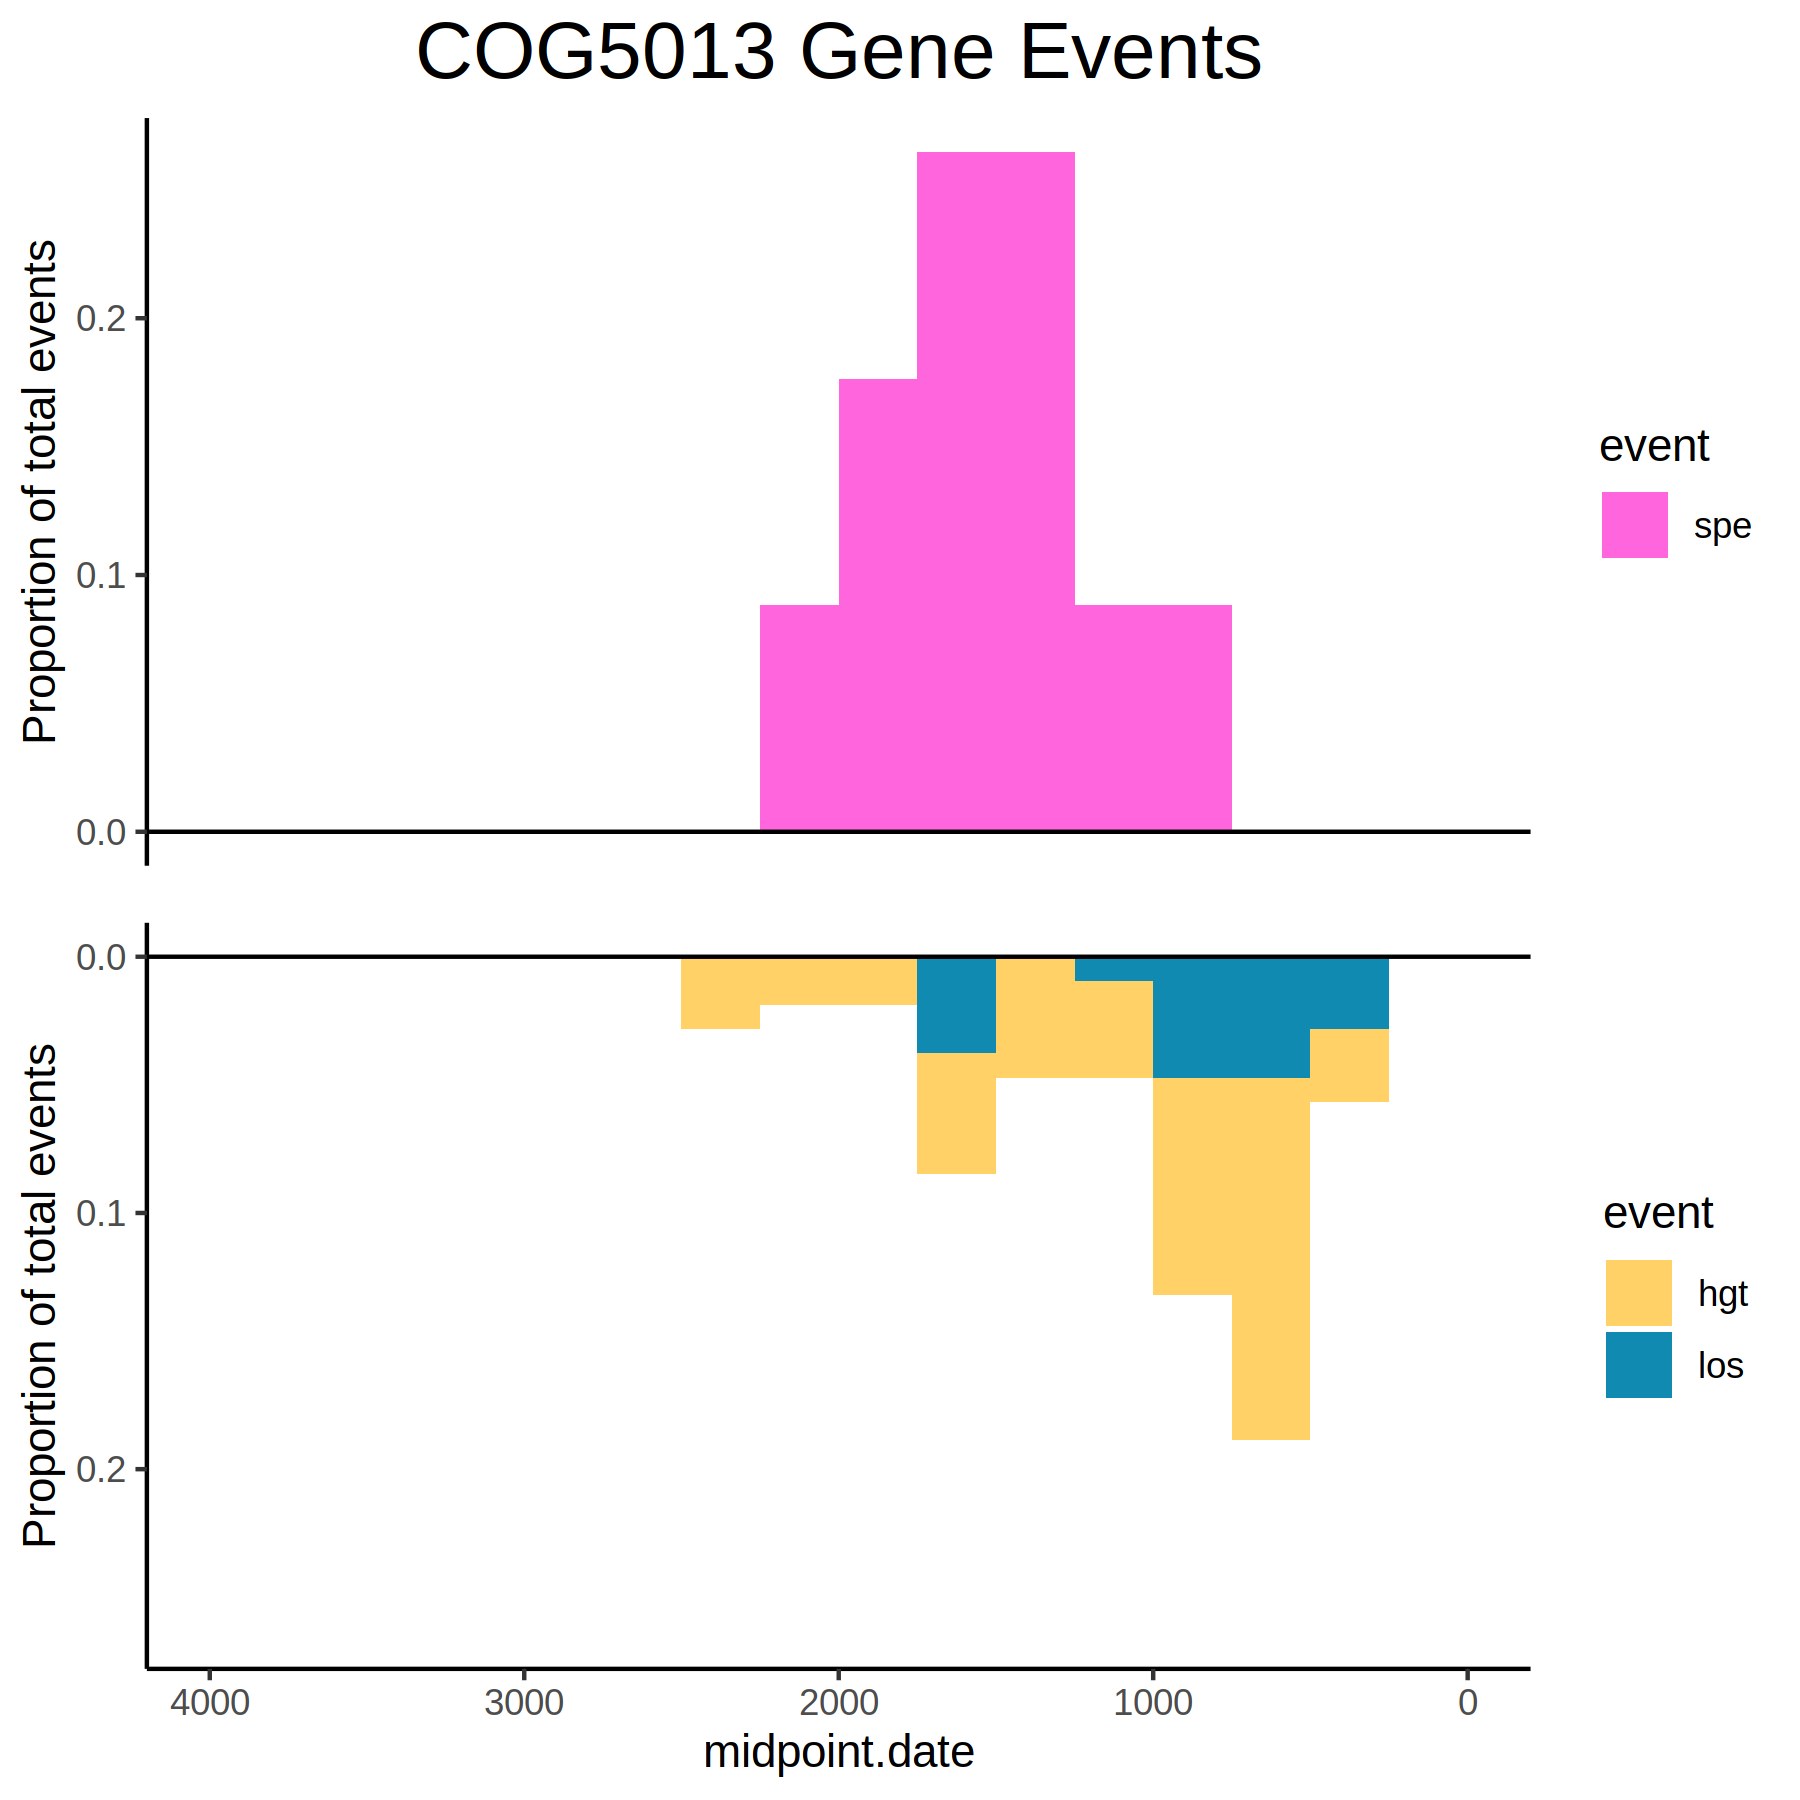 COG5013 Gene Events
Proportion of total events
0.2
0.1
0.0
event
spe
Proportion of total events
0.0
0.1
0.2
event
hgt
los
4000 3000 2000 1000 0
midpoint.date